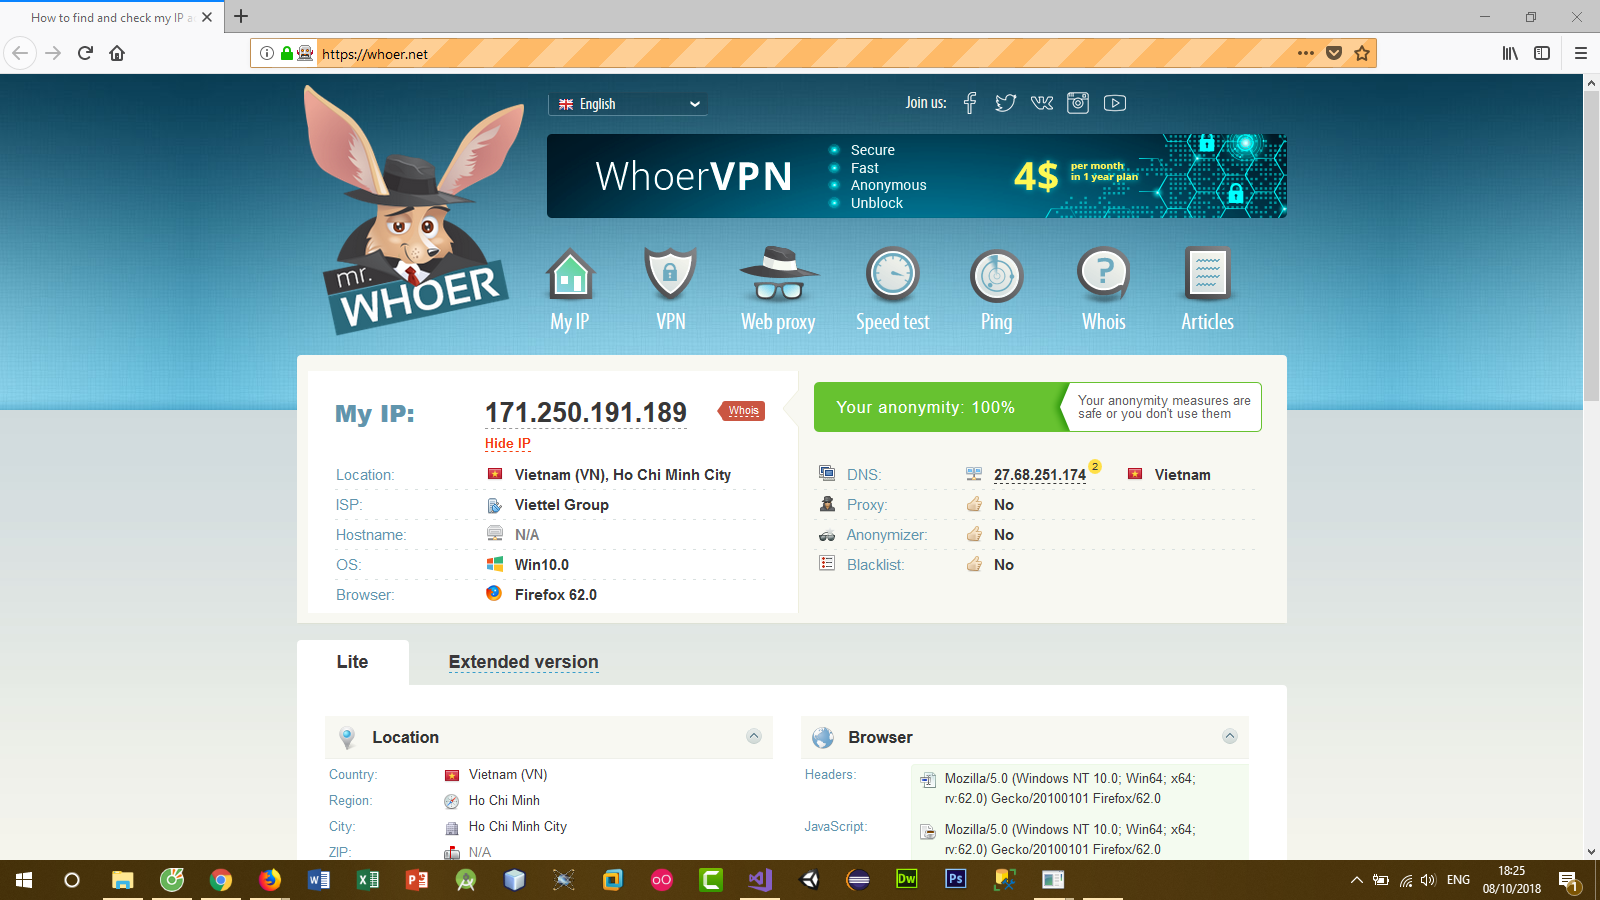 How to find and check my IP a
https://whoer.net
English
Join us:
WhoerVPN
Secure
Fast
Anonymous
Unblock
4$
per month
in 1 year plan
mr.
WHOER
My IP
VPN
Web proxy
Speed test
Ping
Whois
Articles
My IP:
171.250.191.189
Whois
Hide IP
Location:
Vietnam (VN), Ho Chi Minh City
ISP:
Viettel Group
Hostname:
N/A
OS:
Win10.0
Browser:
Firefox 62.0
Your anonymity: 100%
Your anonymity measures are
safe or you don't use them
DNS:
27.68.251.174
2
Vietnam
Proxy:
No
Anonymizer:
No
Blacklist:
No
Lite
Extended version
Location
Country:
Vietnam (VN)
Region:
Ho Chi Minh
City:
Ho Chi Minh City
ZIP:
N/A
Browser
Headers:
Mozilla/5.0 (Windows NT 10.0; Win64; x64;
rv:62.0) Gecko/20100101 Firefox/62.0
JavaScript:
Mozilla/5.0 (Windows NT 10.0; Win64; x64;
rv:62.0) Gecko/20100101 Firefox/62.0
Dw
Ps
ENG
18:25
08/10/2018
1